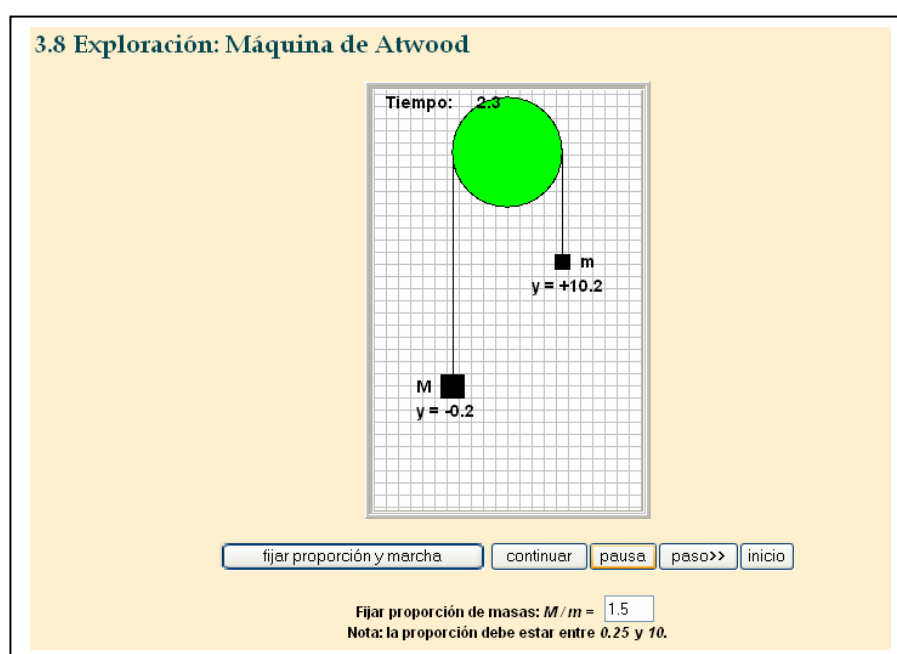 3.8 Exploración: Máquina de Atwood
Tiempo: 2.3
m
y = +10.2
M
y = -0.2
fijar proporción y marcha continuar pausa paso>> inicio
Fijar proporción de masas: M / m = 1.5
Nota: la proporción debe estar entre 0.25 y 10.